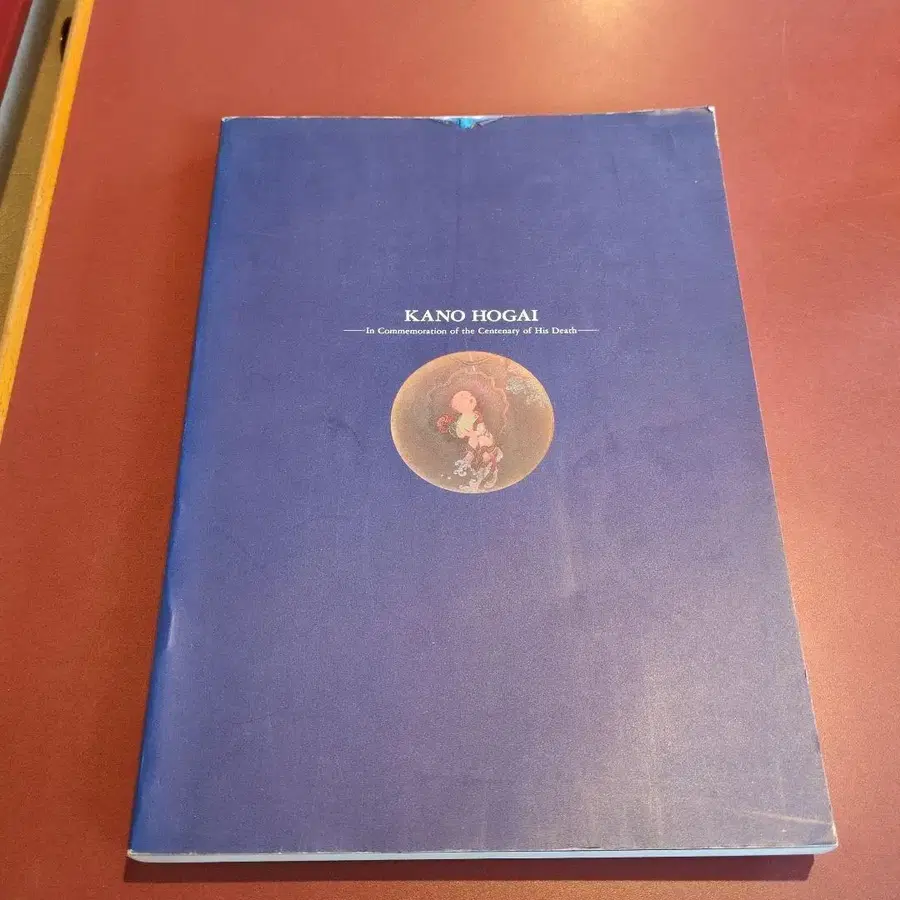 KANO HOGAI
—In Commemoration of the Centenary of His Death—